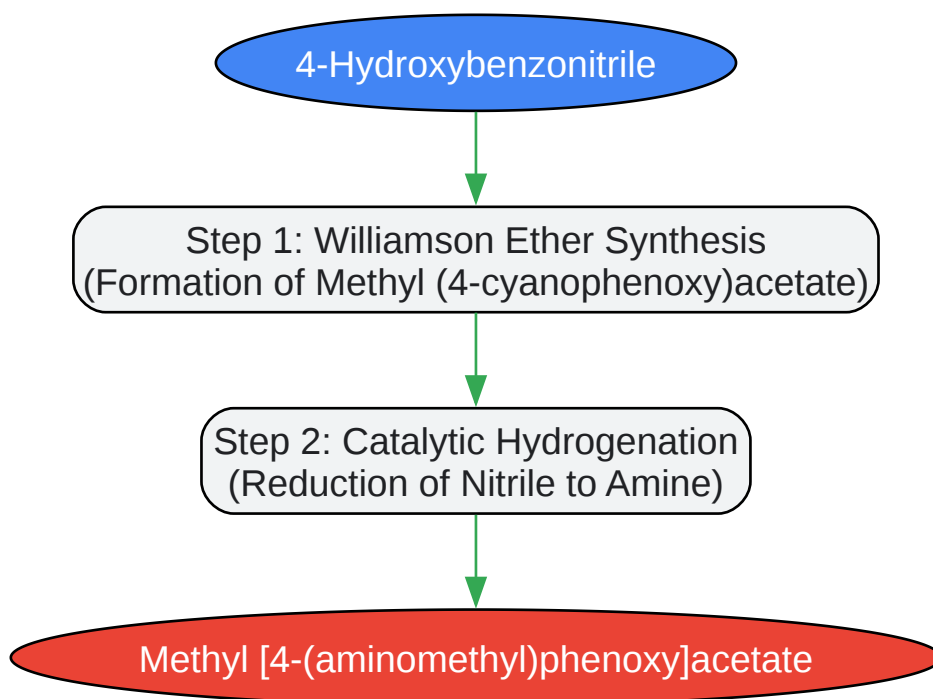 4-Hydroxybenzonitrile
Step 1: Williamson Ether Synthesis
(Formation of Methyl (4-cyanophenoxy)acetate)
Step 2: Catalytic Hydrogenation
(Reduction of Nitrile to Amine)
Methyl [4-(aminomethyl)phenoxy]acetate